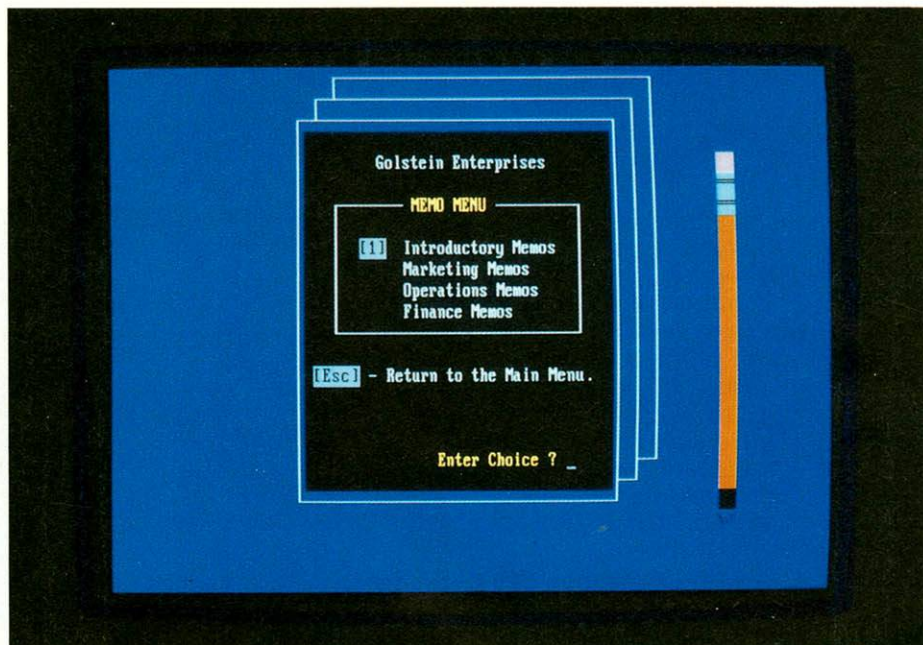 Golstein Enterprises
MEMO MENU
[1] Introductory Memos
Marketing Memos
Operations Memos
Finance Memos
[Esc] - Return to the Main Menu.
Enter Choice ? _